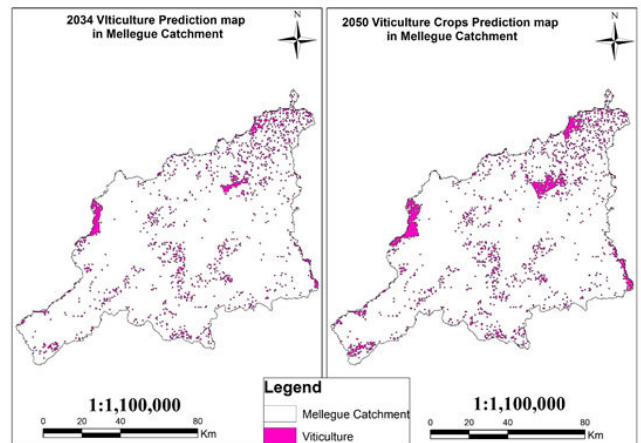 2034 VIticulture Prediction map
in Mellegue Catchment
N
1:1,100,000
0 20 40 80
Km
2050 Viticulture Crops Prediction map
in Mellegue Catchment
N
1:1,100,000
0 20 40 80
Km
Legend
Mellegue Catchment
Viticulture